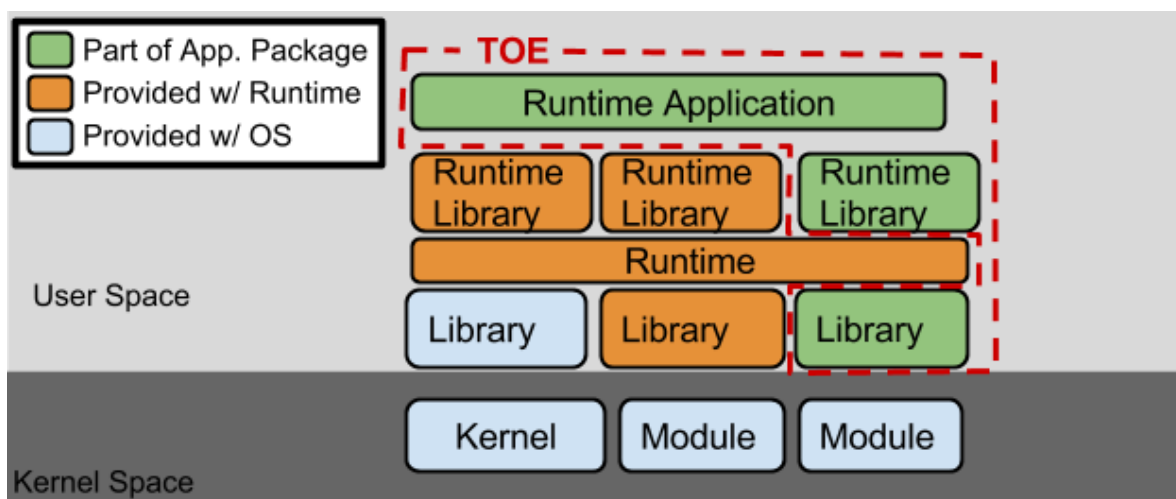 Part of App. Package
Provided w/ Runtime
Provided w/ OS
TOE
Runtime Application
Runtime
Library
Runtime
Library
Runtime
Library
Runtime
User Space
Library
Library
Library
Kernel
Module
Module
Kernel Space